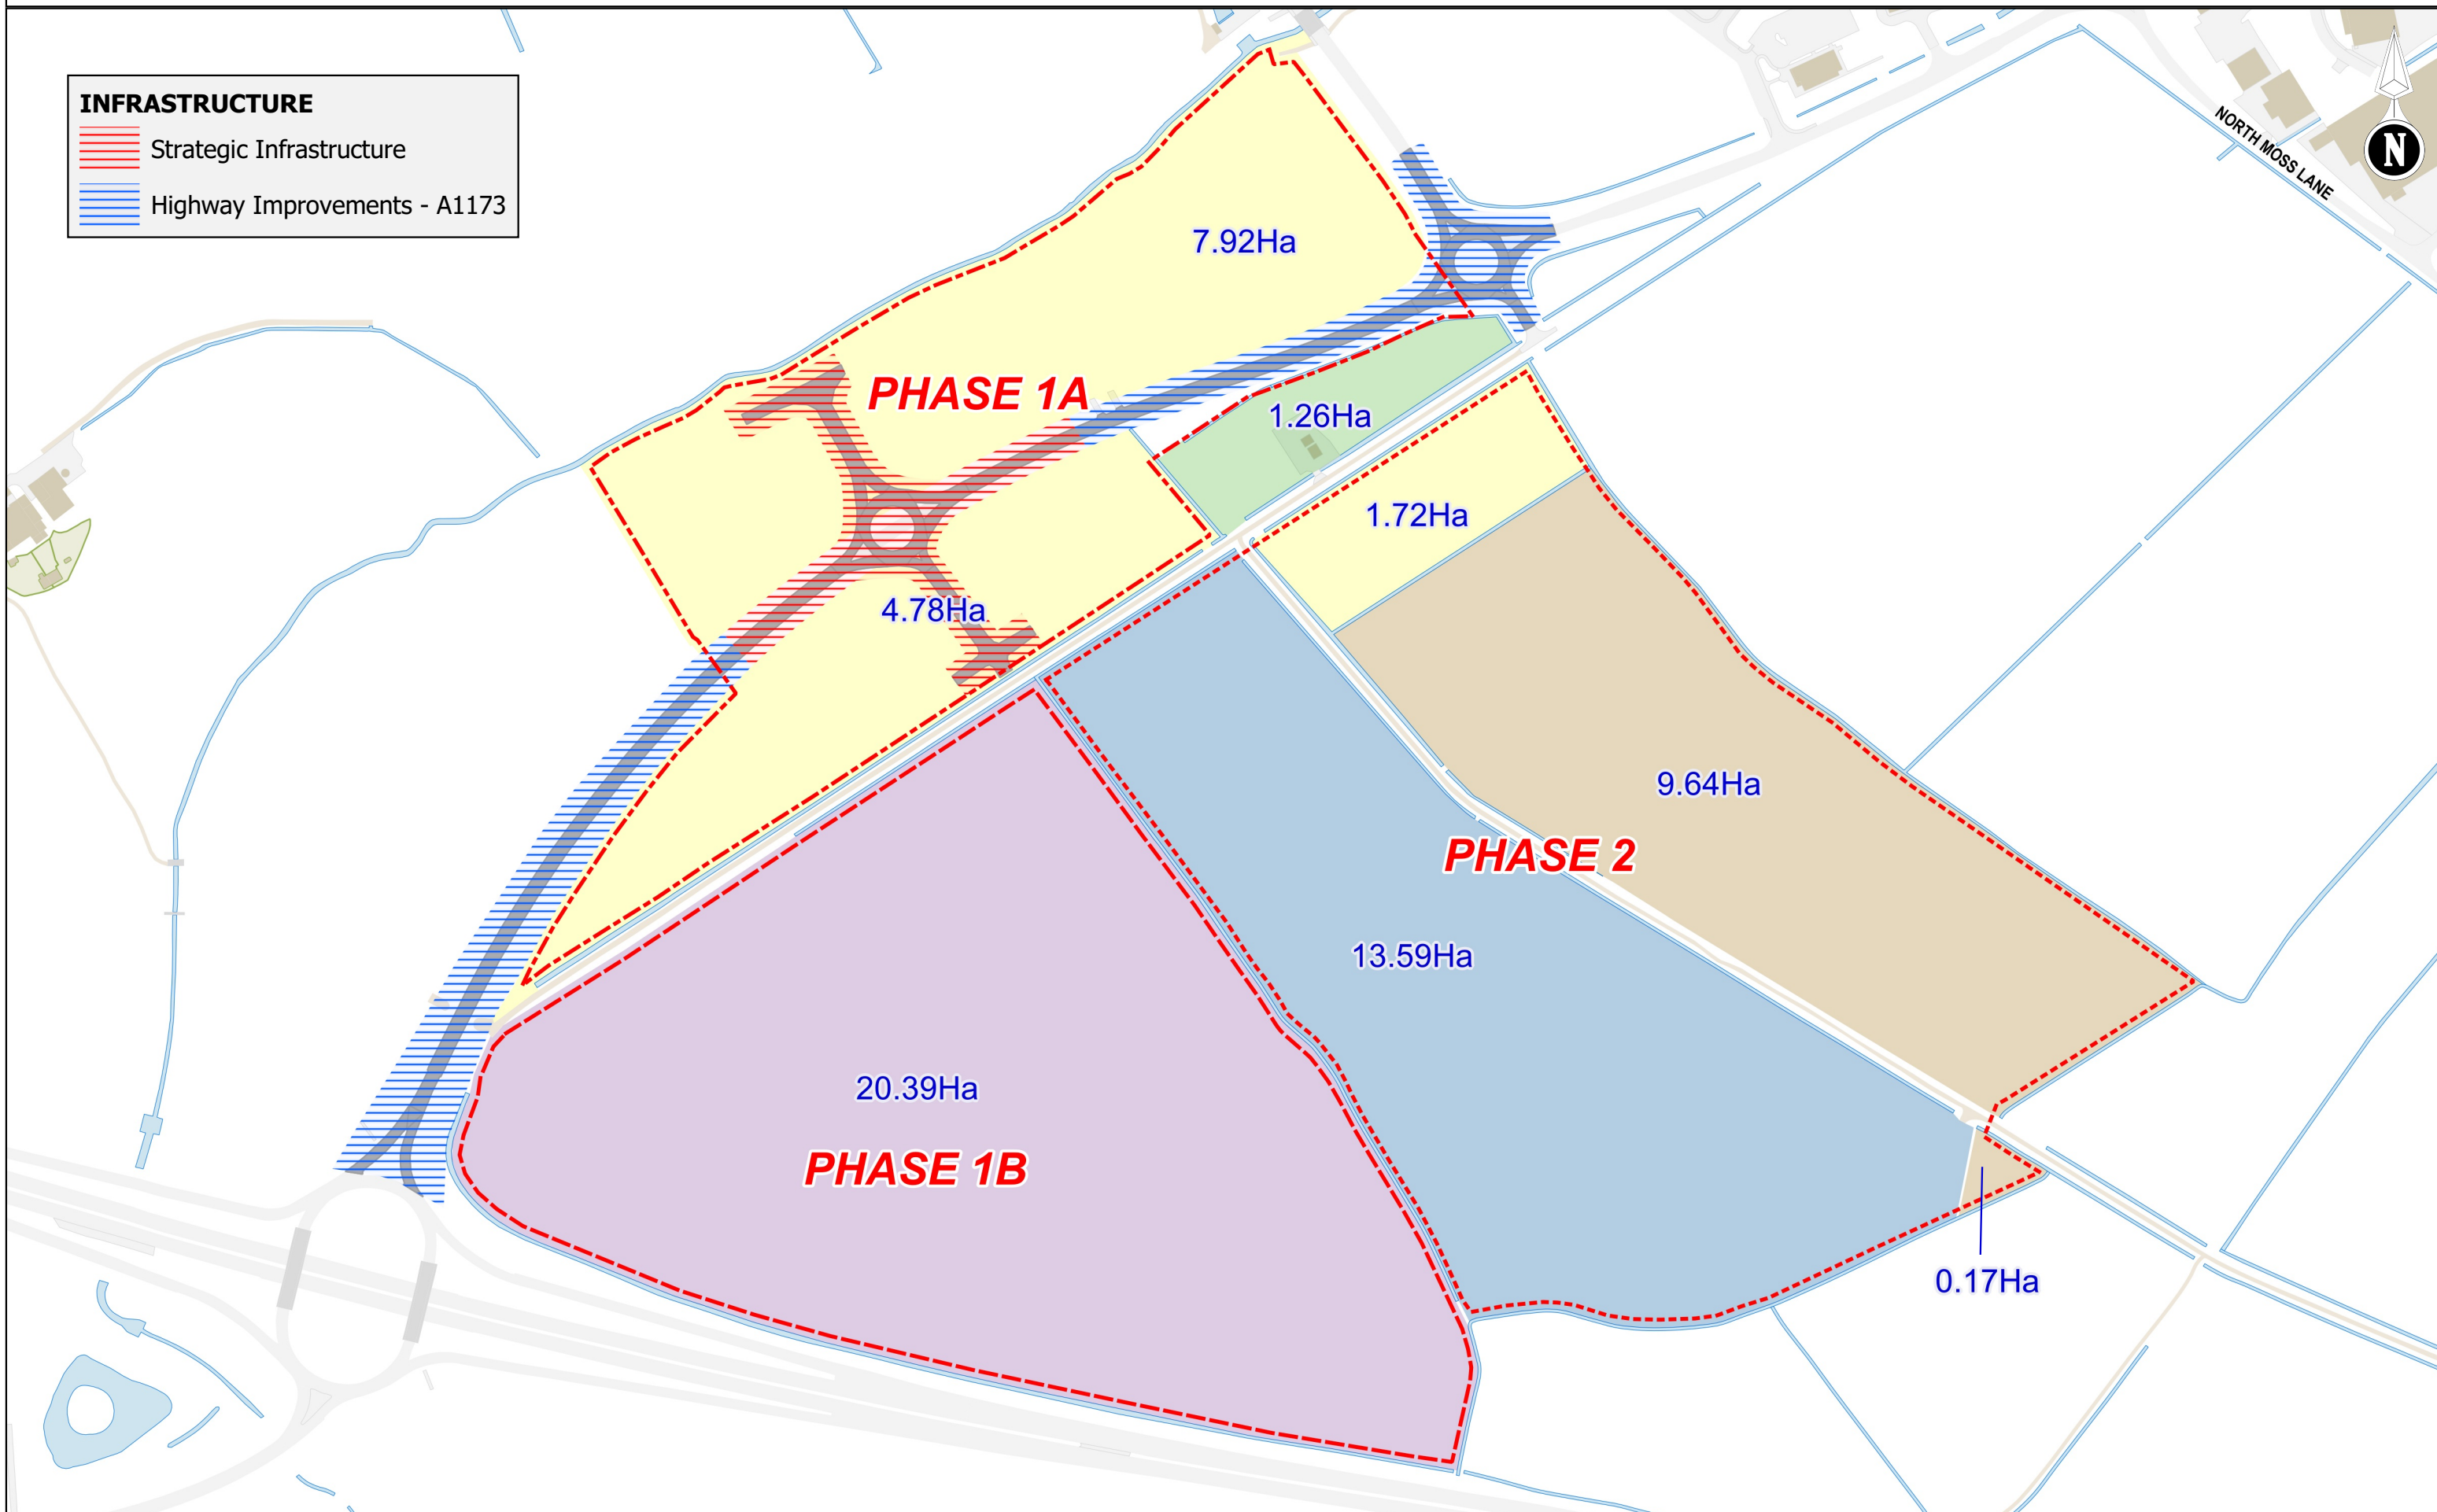 INFRASTRUCTURE
Strategic Infrastructure
Highway Improvements - A1173
NORTH MOSS LANE
N
7.92Ha
PHASE 1A
1.26Ha
1.72Ha
4.78Ha
9.64Ha
PHASE 2
13.59Ha
20.39Ha
PHASE 1B
0.17Ha